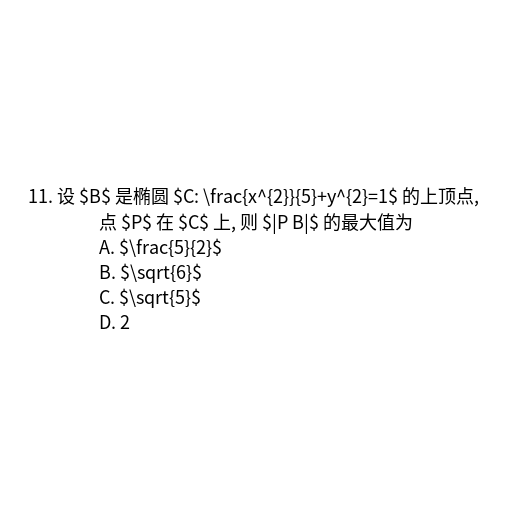 11. 设 $B$ 是椭圆 $C: \frac{x^{2}}{5}+y^{2}=1$ 的上顶点,
点 $P$ 在 $C$ 上, 则 $|P B|$ 的最大值为
A. $\frac{5}{2}$
B. $\sqrt{6}$
C. $\sqrt{5}$
D. 2